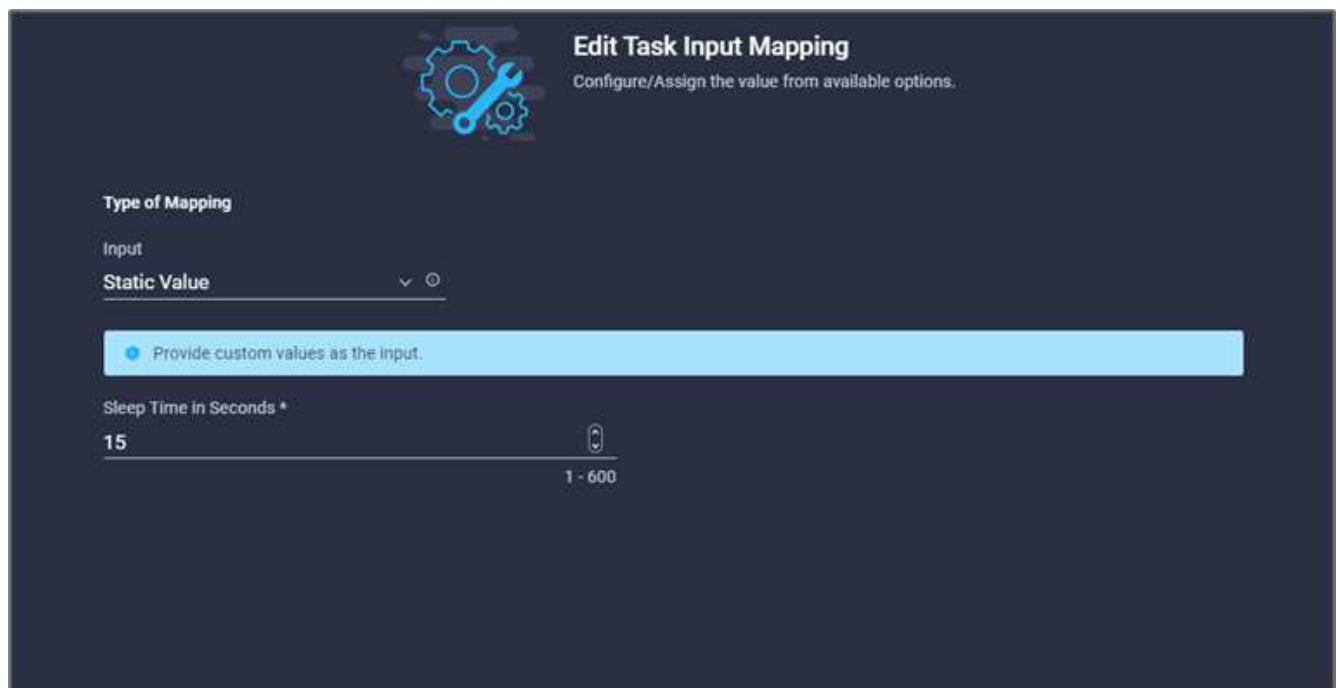 Edit Task Input Mapping
Configure/Assign the value from available options.
Type of Mapping
Input
Static Value
Provide custom values as the input.
Sleep Time in Seconds *
15
1 - 600